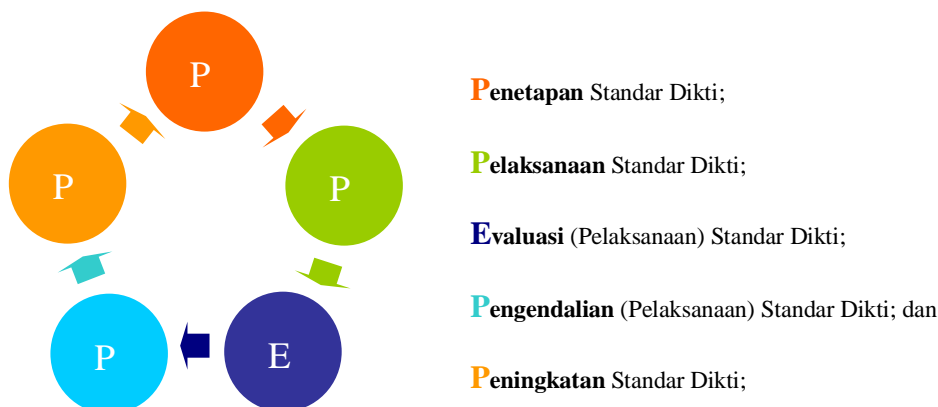 P
P
P
P
E
Penetapan Standar Dikti;
Pelaksanaan Standar Dikti;
Evaluasi (Pelaksanaan) Standar Dikti;
Pengendalian (Pelaksanaan) Standar Dikti; dan
Peningkatan Standar Dikti;